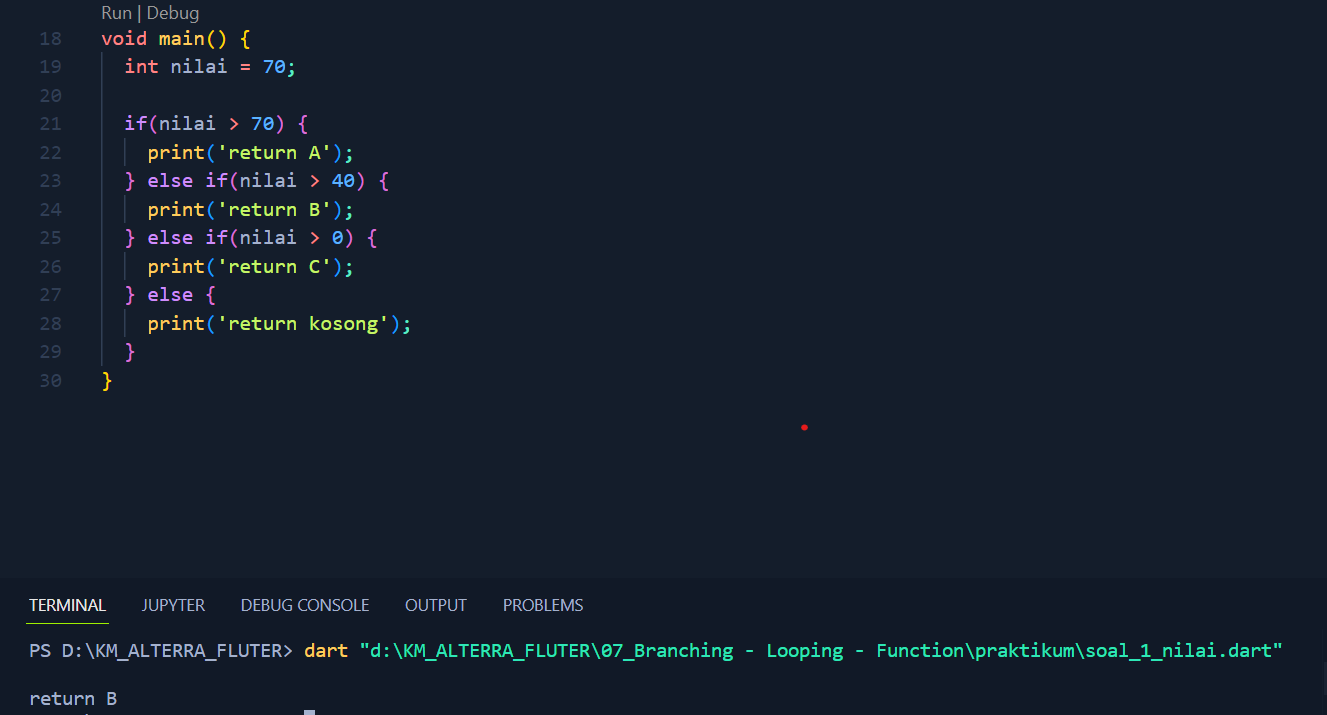 Run | Debug
18 void main() {
19   int nilai = 70;
20
21   if(nilai > 70) {
22     print('return A');
23   } else if(nilai > 40) {
24     print('return B');
25   } else if(nilai > 0) {
26     print('return C');
27   } else {
28     print('return kosong');
29   }
30 }
TERMINAL JUPYTER DEBUG CONSOLE OUTPUT PROBLEMS
PS D:\KM_ALTERRA_FLUTER> dart "d:\KM_ALTERRA_FLUTER\07_Branching - Looping - Function\praktikum\soal_1_nilai.dart"
return B